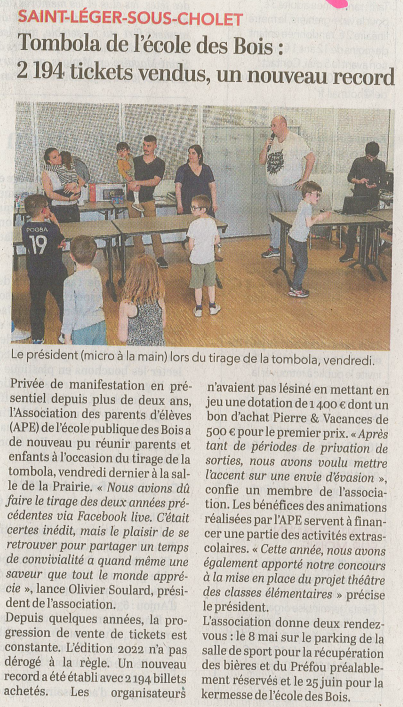 SAINT-LÉGER-SOUS-CHOLET
Tombola de l'école des Bois :
2 194 tickets vendus, un nouveau record
POGBA
19
Le président (micro à la main) lors du tirage de la tombola, vendredi.
Privée de manifestation en pré-
sentiel depuis plus de deux ans,
l'Association des parents d'élèves
(APE) de l'école publique des Bois a
de nouveau pu réunir parents et
enfants à l'occasion du tirage de la
tombola, vendredi dernier à la sal-
le de la Prairie. « Nous avions dû
faire le tirage des deux années pré-
cédentes via Facebook live. C'était
certes inédit, mais le plaisir de se
retrouver pour partager un temps
de convivialité a quand même une
saveur que tout le monde appré-
cie », lance Olivier Soulard, prési-
dent de l'association.
Depuis quelques années, la pro-
gression de vente de tickets est
constante. L'édition 2022 n'a pas
dérogé à la règle. Un nouveau
record a été établi avec 2 194 billets
achetés. Les organisateurs
n'avaient pas lésiné en mettant en
jeu une dotation de 1 400 € dont un
bon d'achat Pierre & Vacances de
500 € pour le premier prix. « Après
tant de périodes de privation de
sorties, nous avons voulu mettre
l'accent sur une envie d'évasion »,
confie un membre de l'associa-
tion. Les bénéfices des animations
réalisées par l'APE servent à finan-
cer une partie des activités extras-
colaires. « Cette année, nous avons
également apporté notre concours
à la mise en place du projet théâtre
des classes élémentaires » précise
le président.
L'association donne deux rendez-
vous : le 8 mai sur le parking de la
salle de sport pour la récupération
des bières et du Préfou préalable-
ment réservés et le 25 juin pour la
kermesse de l'école des Bois.